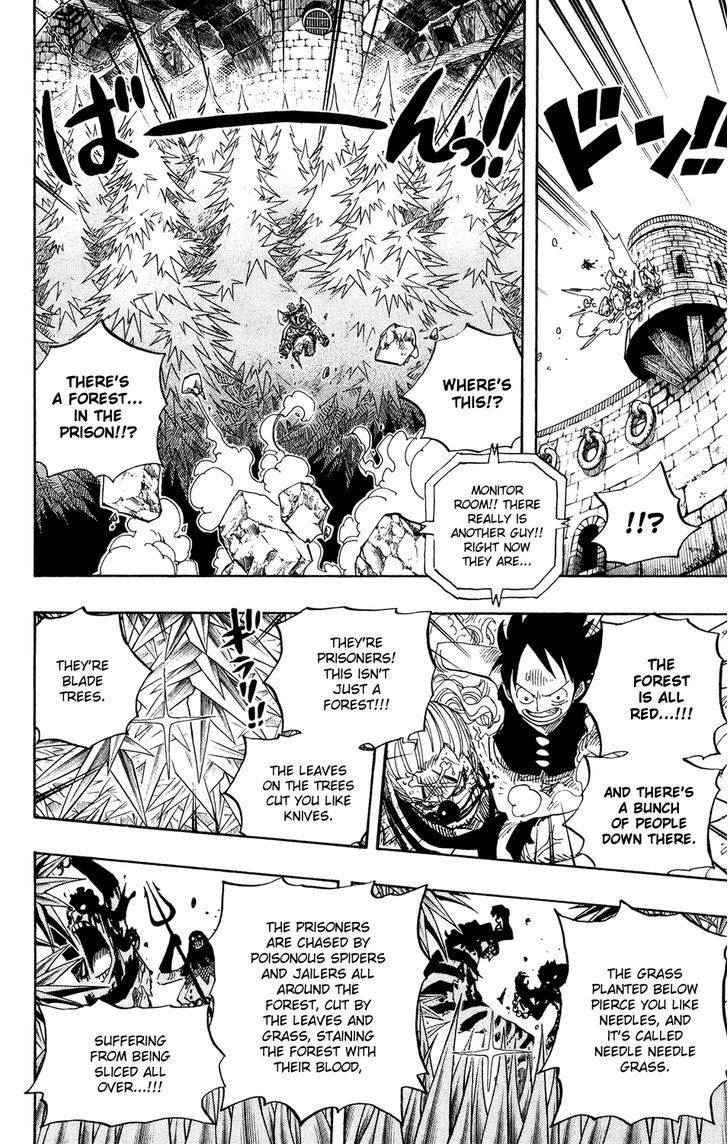 ドン!!
!!?
ばーんっ!!
WHERE'S
THIS!?
THERE'S
A FOREST...
IN THE
PRISON!!?
MONITOR
ROOM!! THERE
REALLY IS
ANOTHER GUY!!
RIGHT NOW
THEY ARE...
THE
FOREST
IS ALL
RED...!!!
AND THERE'S
A BUNCH
OF PEOPLE
DOWN THERE.
THEY'RE
PRISONERS!
THIS ISN'T
JUST A
FOREST!!!
THE LEAVES
ON THE TREES
CUT YOU LIKE
KNIVES.
ギラッ!!
THEY'RE
BLADE
TREES.
THE GRASS
PLANTED BELOW
PIERCE YOU LIKE
NEEDLES, AND
IT'S CALLED
NEEDLE NEEDLE
GRASS.
THE PRISONERS
ARE CHASED BY
POISONOUS SPIDERS
AND JAILERS ALL
AROUND THE
FOREST, CUT BY
THE LEAVES AND
GRASS, STAINING
THE FOREST WITH
THEIR BLOOD,
SUFFERING
FROM BEING
SLICED ALL
OVER...!!!